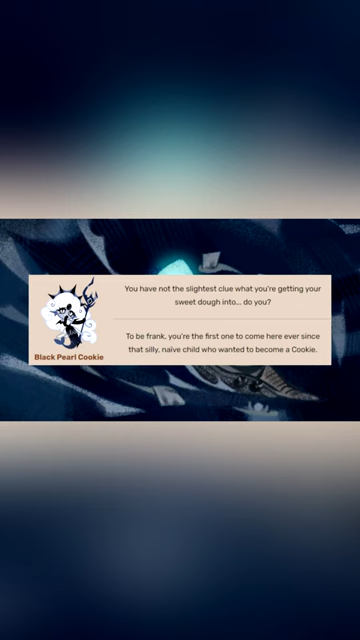 You have not the slightest clue what you're getting your
sweet dough into... do you?
To be frank, you're the first one to come here ever since
that silly, naïve child who wanted to become a Cookie.
Black Pearl Cookie